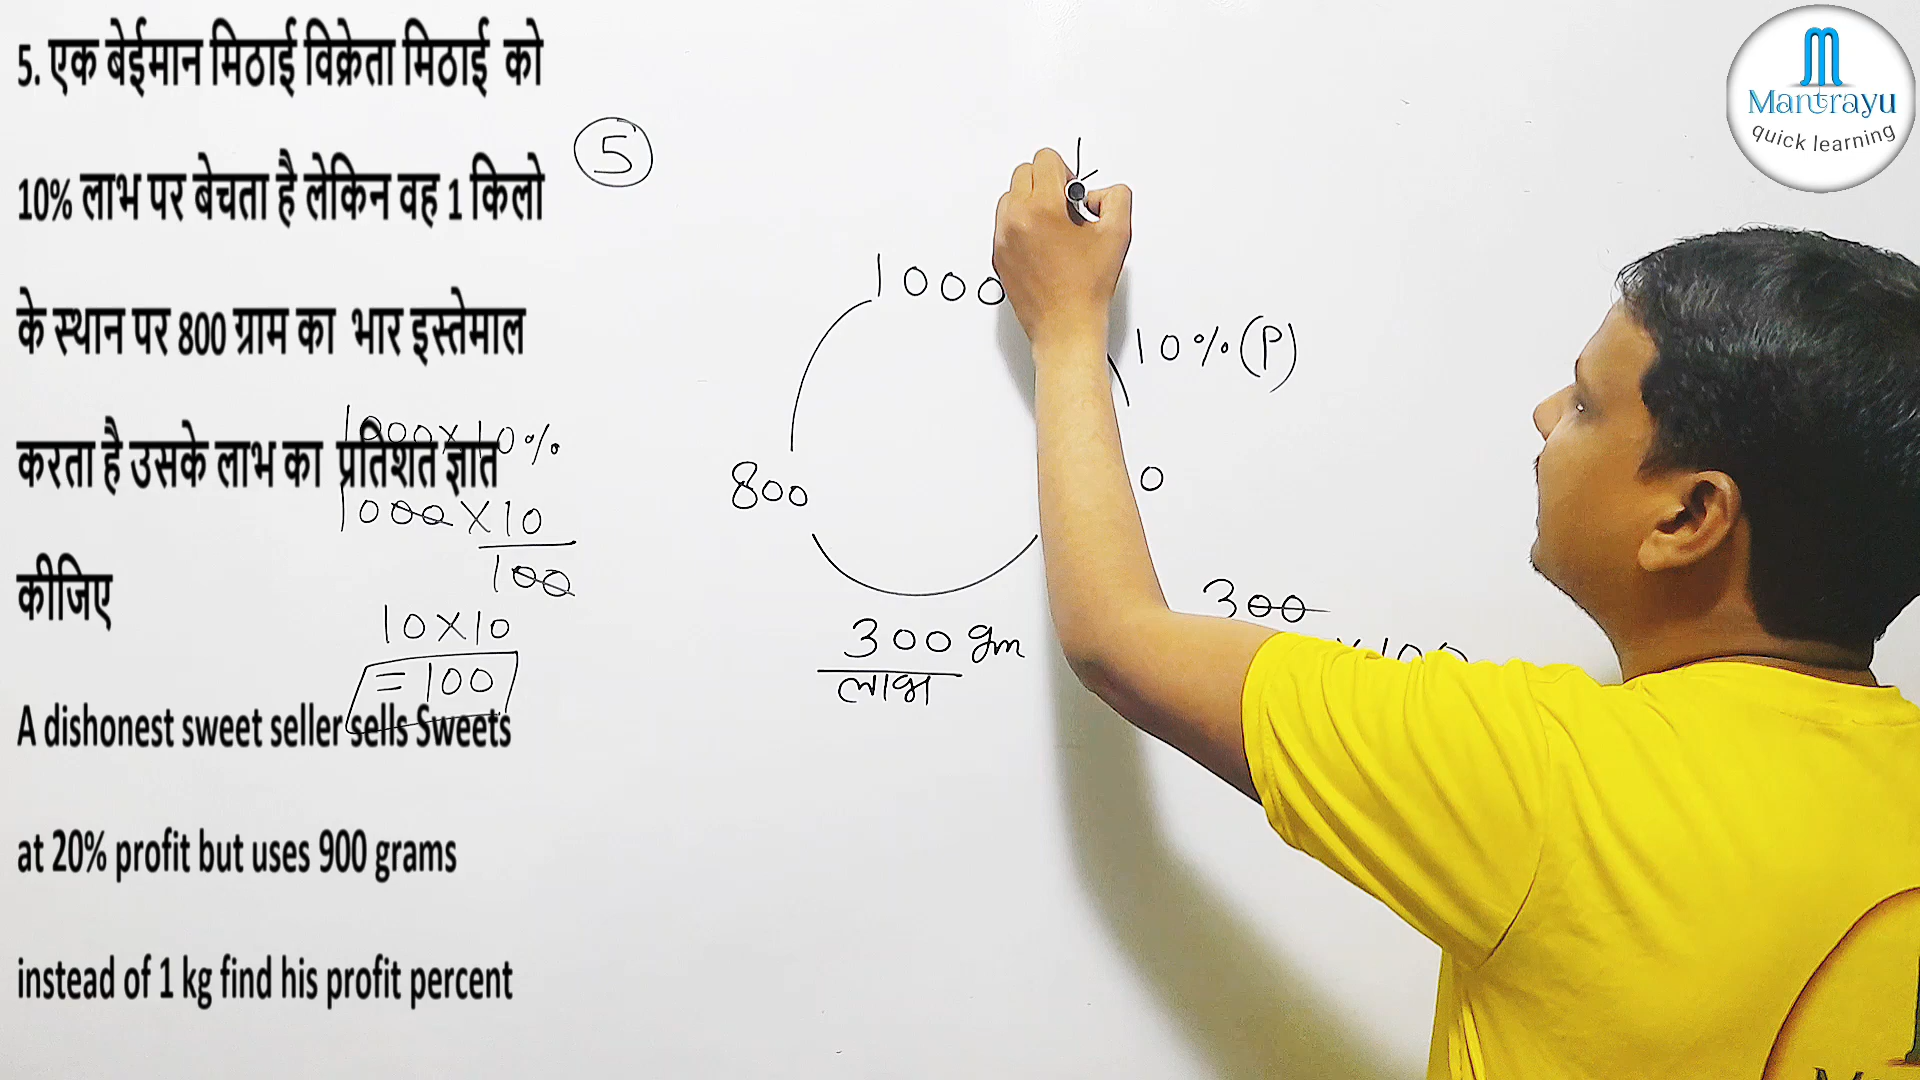 5. एक बेईमान मिठाई विक्रेता मिठाई को
10% लाभ पर बेचता है लेकिन वह 1 किलो
के स्थान पर 800 ग्राम का भार इस्तेमाल
करता है उसके लाभ का प्रतिशत ज्ञात
कीजिए
A dishonest sweet seller sells Sweets
at 20% profit but uses 900 grams
instead of 1 kg find his profit percent
1000×10%
1000×10
100
10×10
=100
5
1000
10%(P)
800
0
300 gm
लाभ
300
×100
Mantrayu
quick learning